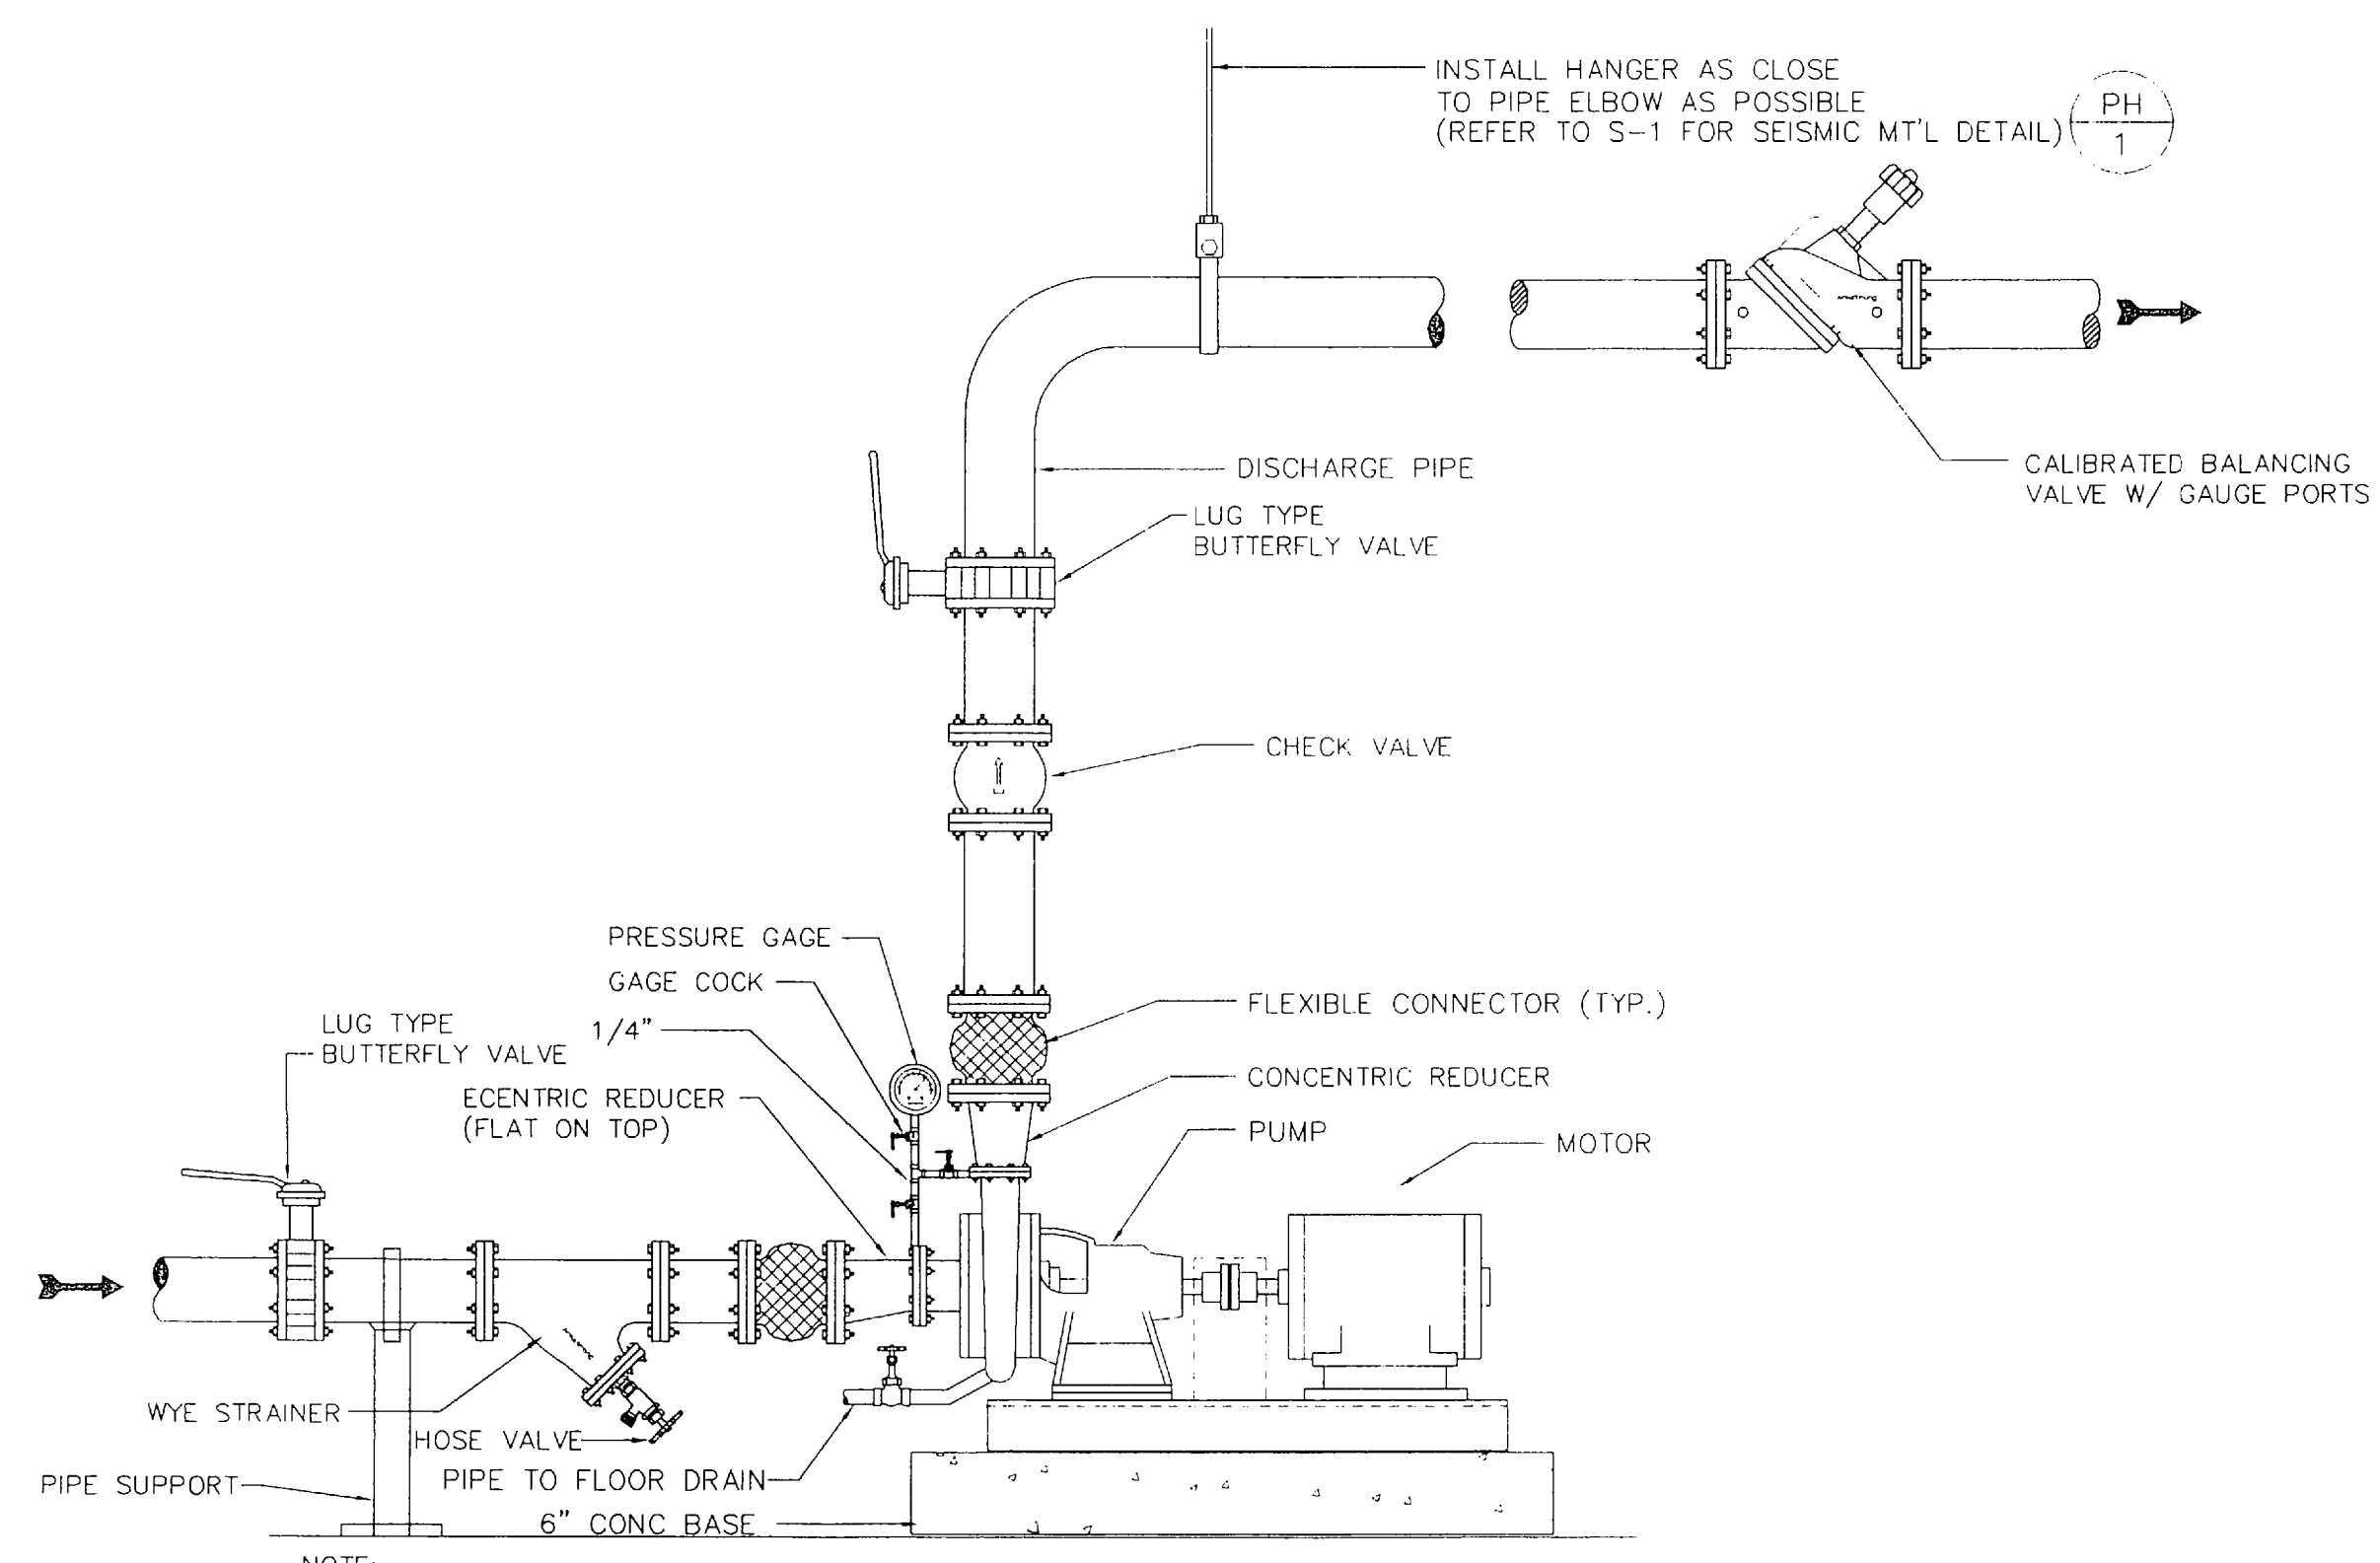 INSTALL HANGER AS CLOSE
TO PIPE ELBOW AS POSSIBLE
(REFER TO S-1 FOR SEISMIC MT'L DETAIL)
PH
1
CALIBRATED BALANCING
VALVE W/ GAUGE PORTS
DISCHARGE PIPE
LUG TYPE
BUTTERFLY VALVE
CHECK VALVE
PRESSURE GAGE
GAGE COCK
1/4"
FLEXIBLE CONNECTOR (TYP.)
LUG TYPE
BUTTERFLY VALVE
ECENTRIC REDUCER
(FLAT ON TOP)
CONCENTRIC REDUCER
PUMP
MOTOR
WYE STRAINER
HOSE VALVE
PIPE SUPPORT
PIPE TO FLOOR DRAIN
6" CONC BASE
NOTE: